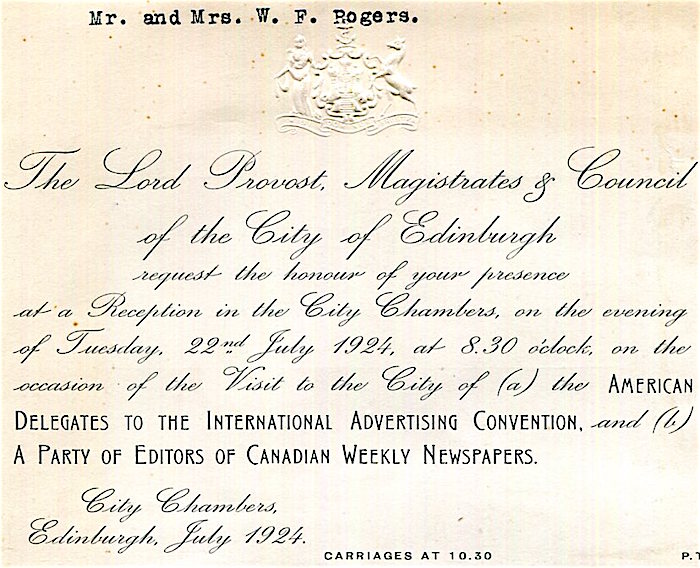 Mr. and Mrs. W. F. Rogers.
The Lord Provost, Magistrates & Council
of the City of Edinburgh
request the honour of your presence
at a Reception in the City Chambers, on the evening
of Tuesday, 22nd July 1924, at 8.30 o'clock, on the
occasion of the Visit to the City of (a) the AMERICAN
DELEGATES TO THE INTERNATIONAL ADVERTISING CONVENTION, and (b)
A PARTY OF EDITORS OF CANADIAN WEEKLY NEWSPAPERS.
City Chambers,
Edinburgh, July 1924.
CARRIAGES AT 10.30
P.T